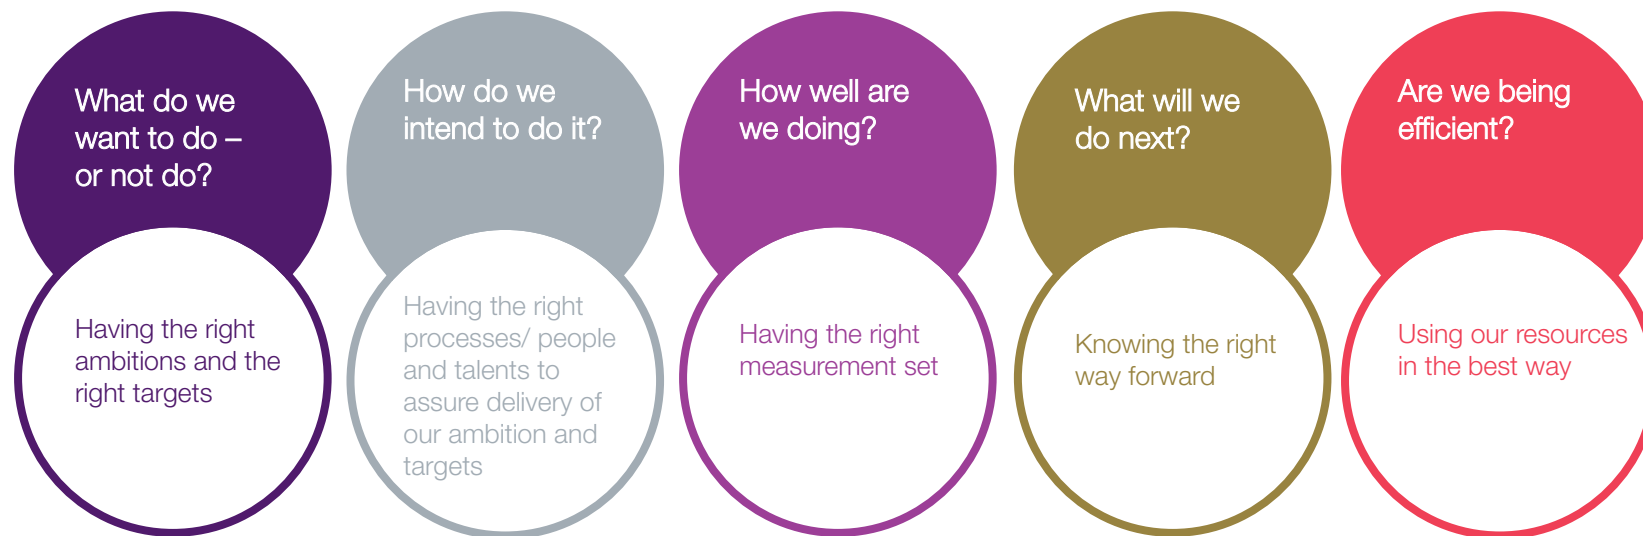 What do we
want to do –
or not do?
Having the right
ambitions and the
right targets
How do we
intend to do it?
Having the right
processes/ people
and talents to
assure delivery of
our ambition and
targets
How well are
we doing?
Having the right
measurement set
What will we
do next?
Knowing the right
way forward
Are we being
efficient?
Using our resources
in the best way